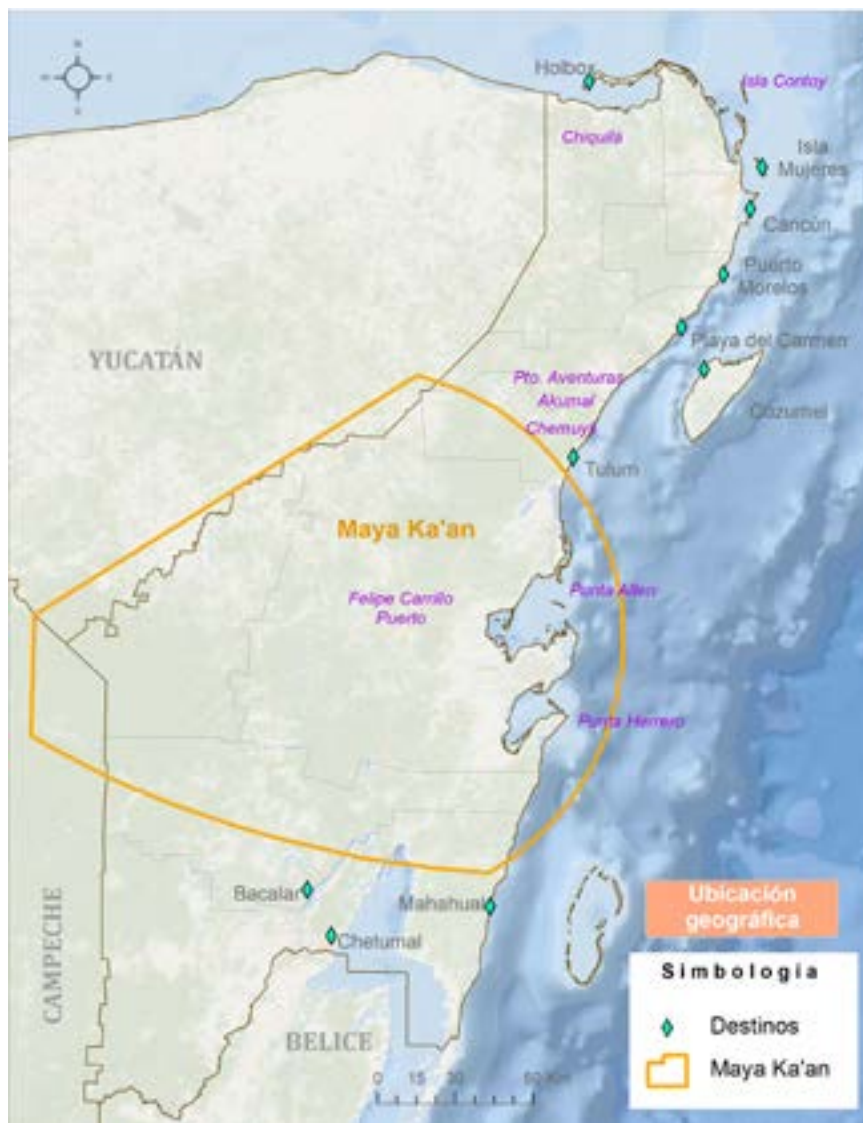 N
Holbox
Isla Contoy
Chiquilá
Isla
Mujeres
Cancún
Puerto
Morelos
YUCATÁN
Playa del Carmen
Pto. Aventuras
Akumal
Cozumel
Chemuyil
Tulum
Maya Ka'an
Felipe Carrillo
Puerto
Punta Allen
Punta Herrero
Bacalar
Mahahual
Chetumal
CAMPECHE
BELICE
Ubicación
geográfica
Simbología
Destinos
Maya Ka'an
0 15 30 60 Km